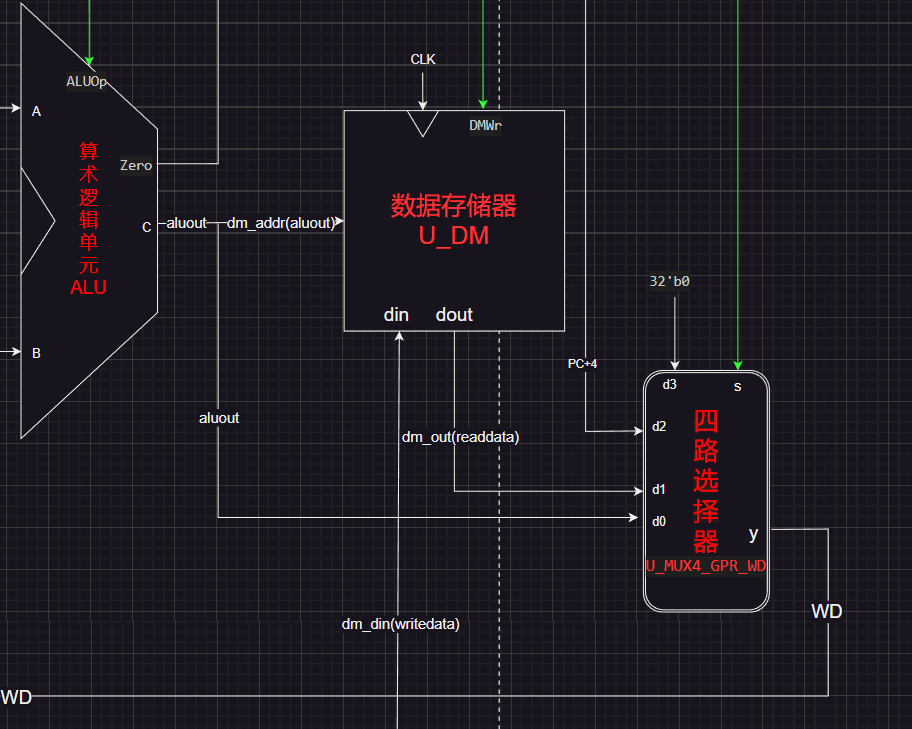 ALUOp
A
算术逻辑单元
ALU
Zero
C
B
aluout
dm_addr(aluout)
aluout
CLK
DMWr
数据存储器
U_DM
din
dout
dm_out(readdata)
dm_din(writedata)
PC+4
32'b0
d3
s
d2
d1
d0
四路选择器
y
U_MUX4_GPR_WD
WD
WD